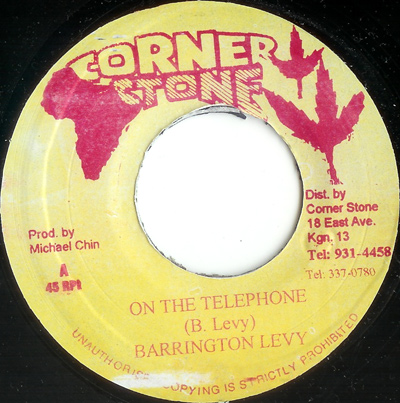 CORNER
STONE
Prod. by
Michael Chin
Dist. by
Corner Stone
18 East Ave.
Kgn. 13
Tel: 931-4458
Tel: 337-0780
A
45 RPM
ON THE TELEPHONE
(B. Levy)
BARRINGTON LEVY
COPYING IS STRICTLY PROHIBITED